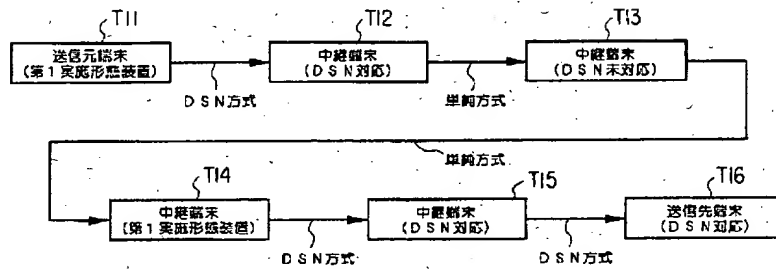 T11
送信元端末
(第1実施形態装置)
DSN方式
T12
中継端末
(DSN対応)
単純方式
T13
中継端末
(DSN未対応)
単純方式
T14
中継端末
(第1実施形態装置)
DSN方式
T15
中継端末
(DSN対応)
DSN方式
T16
送信先端末
(DSN対応)